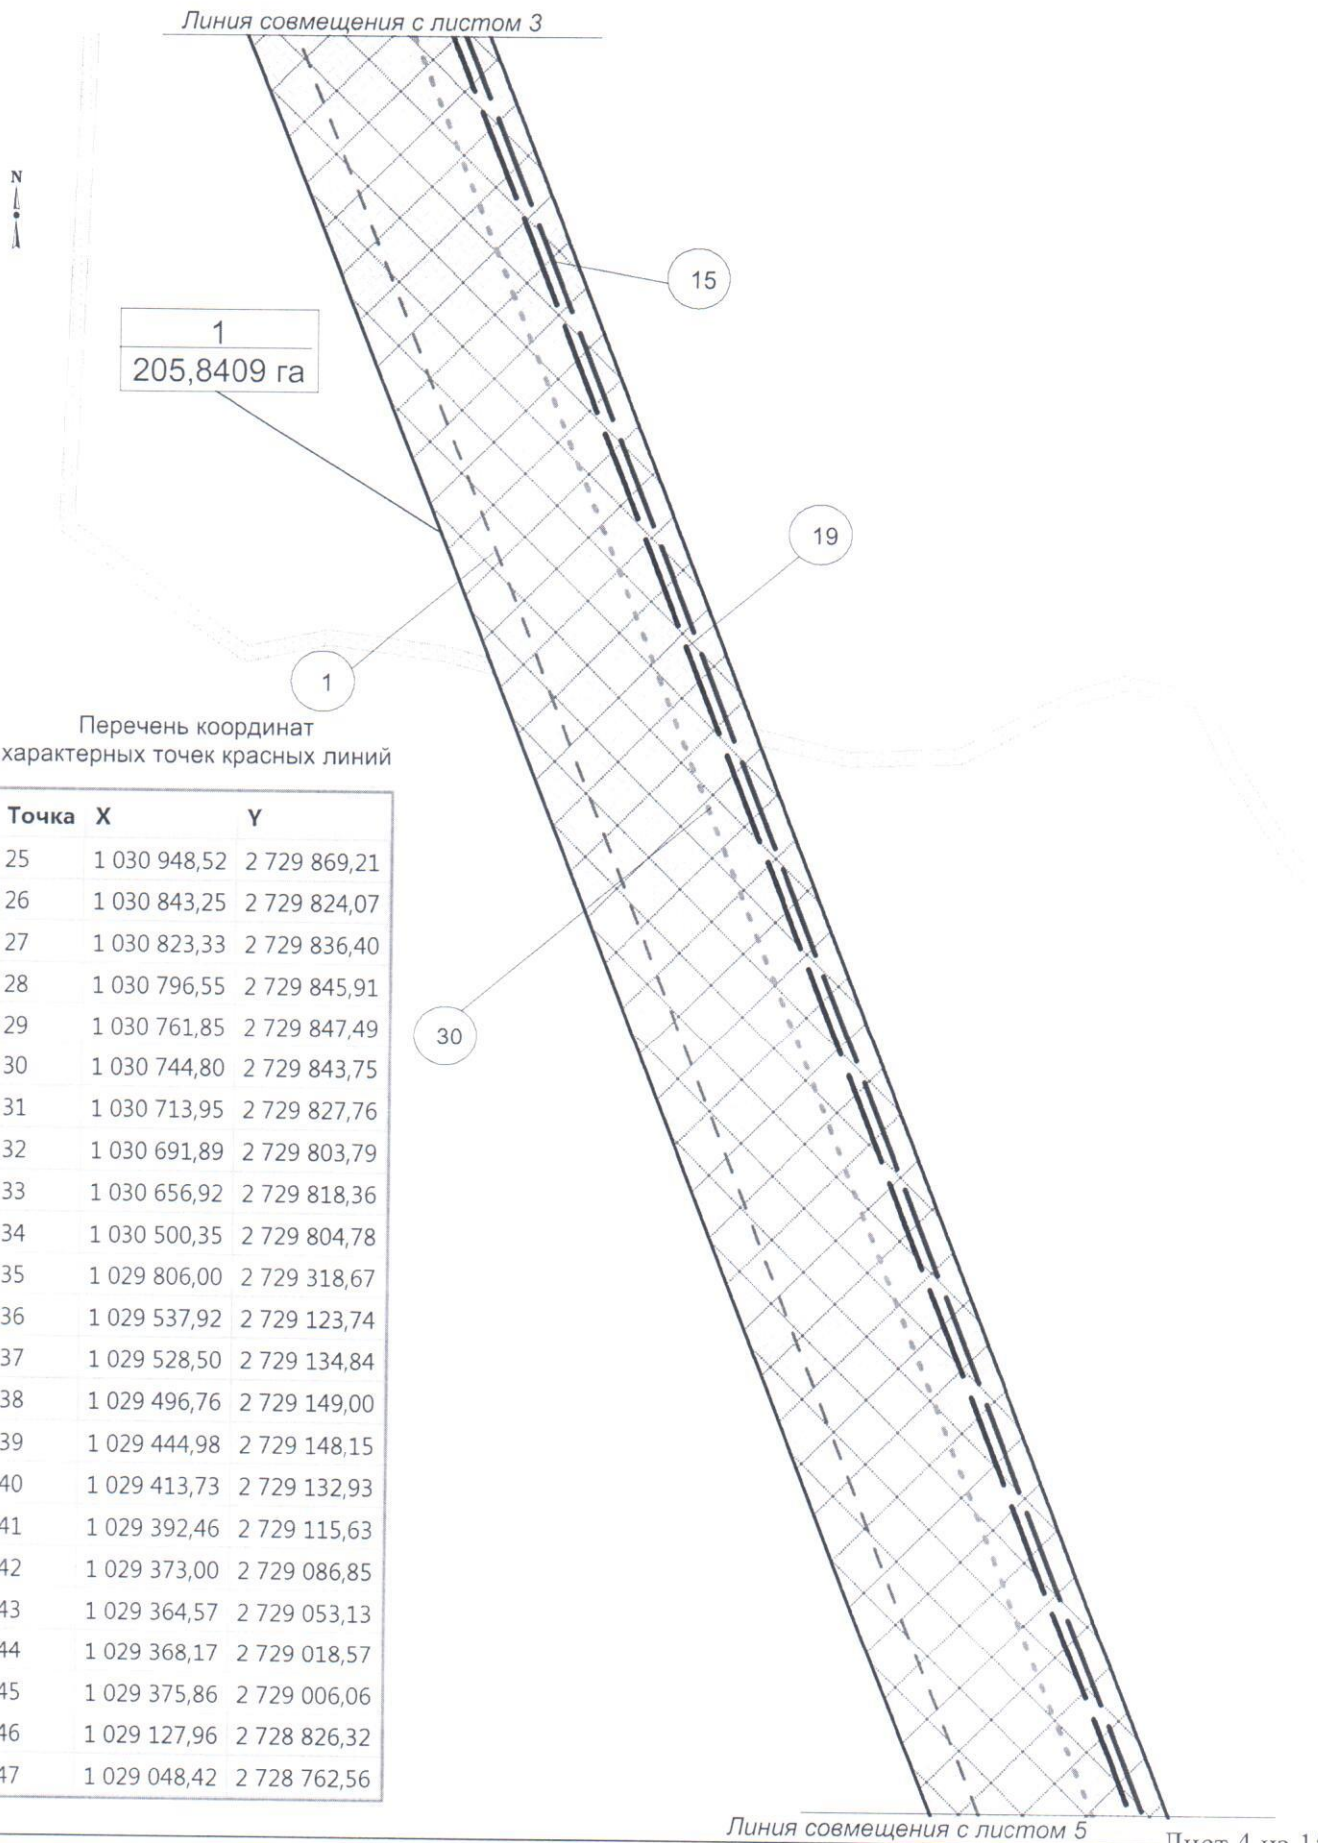 Линия совмещения с листом 3
N
15
1
205,8409 га
19
1
Перечень координат
характерных точек красных линий
Точка X Y
25 1 030 948,52 2 729 869,21
26 1 030 843,25 2 729 824,07
27 1 030 823,33 2 729 836,40
28 1 030 796,55 2 729 845,91
29 1 030 761,85 2 729 847,49
30 1 030 744,80 2 729 843,75
31 1 030 713,95 2 729 827,76
32 1 030 691,89 2 729 803,79
33 1 030 656,92 2 729 818,36
34 1 030 500,35 2 729 804,78
35 1 029 806,00 2 729 318,67
36 1 029 537,92 2 729 123,74
37 1 029 528,50 2 729 134,84
38 1 029 496,76 2 729 149,00
39 1 029 444,98 2 729 148,15
40 1 029 413,73 2 729 132,93
41 1 029 392,46 2 729 115,63
42 1 029 373,00 2 729 086,85
43 1 029 364,57 2 729 053,13
44 1 029 368,17 2 729 018,57
45 1 029 375,86 2 729 006,06
46 1 029 127,96 2 728 826,32
47 1 029 048,42 2 728 762,56
30
Линия совмещения с листом 5
Лист 4 из